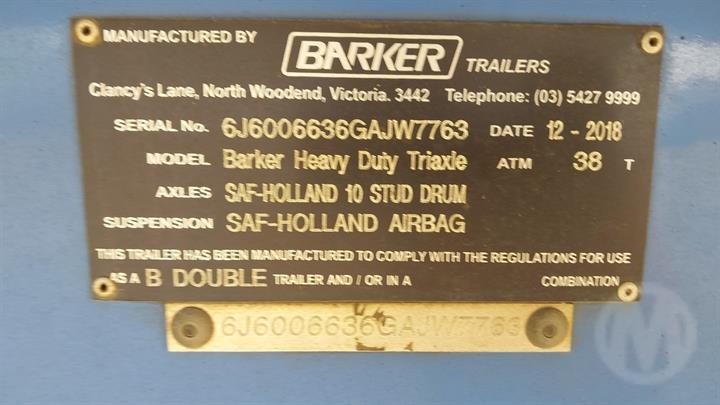 MANUFACTURED BY BARKER TRAILERS
Clancy's Lane, North Woodend, Victoria. 3442 Telephone: (03) 5427 9999
SERIAL No. 6J6006636GAJW7763 DATE 12 - 2018
MODEL Barker Heavy Duty Triaxle ATM 38 T
AXLES SAF-HOLLAND 10 STUD DRUM
SUSPENSION SAF-HOLLAND AIRBAG
THIS TRAILER HAS BEEN MANUFACTURED TO COMPLY WITH THE REGULATIONS FOR USE
AS A B DOUBLE TRAILER AND / OR IN A COMBINATION
6J6006636GAJW7763
M